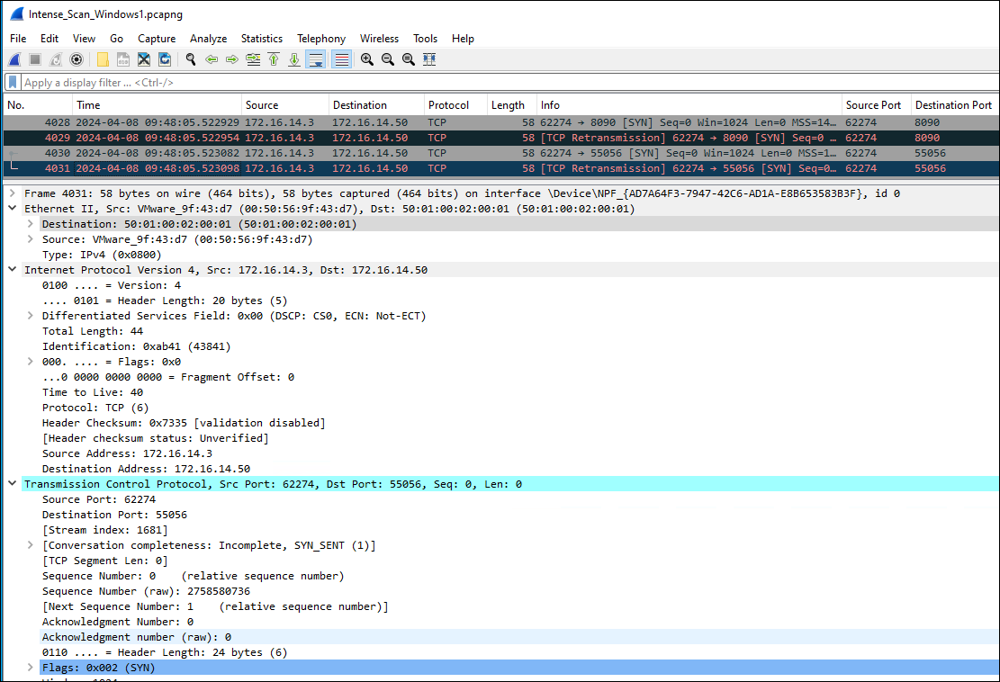 Intense_Scan_Windows1.pcapng
File Edit View Go Capture Analyze Statistics Telephony Wireless Tools Help
Apply a display filter ... <Ctrl-/>
No. Time Source Destination Protocol Length Info Source Port Destination Port
4028 2024-04-08 09:48:05.522929 172.16.14.3 172.16.14.50 TCP 58 62274 → 8090 [SYN] Seq=0 Win=1024 Len=0 MSS=14… 62274 8090
4029 2024-04-08 09:48:05.522954 172.16.14.3 172.16.14.50 TCP 58 [TCP Retransmission] 62274 → 8090 [SYN] Seq=0 … 62274 8090
4030 2024-04-08 09:48:05.523082 172.16.14.3 172.16.14.50 TCP 58 62274 → 55056 [SYN] Seq=0 Win=1024 Len=0 MSS=1… 62274 55056
4031 2024-04-08 09:48:05.523098 172.16.14.3 172.16.14.50 TCP 58 [TCP Retransmission] 62274 → 55056 [SYN] Seq=0… 62274 55056
Frame 4031: 58 bytes on wire (464 bits), 58 bytes captured (464 bits) on interface \Device\NPF_{AD7A64F3-7947-42C6-AD1A-E8B653583B3F}, id 0
Ethernet II, Src: VMware_9f:43:d7 (00:50:56:9f:43:d7), Dst: 50:01:00:02:00:01 (50:01:00:02:00:01)
Destination: 50:01:00:02:00:01 (50:01:00:02:00:01)
Source: VMware_9f:43:d7 (00:50:56:9f:43:d7)
Type: IPv4 (0x0800)
Internet Protocol Version 4, Src: 172.16.14.3, Dst: 172.16.14.50
0100 .... = Version: 4
.... 0101 = Header Length: 20 bytes (5)
Differentiated Services Field: 0x00 (DSCP: CS0, ECN: Not-ECT)
Total Length: 44
Identification: 0xab41 (43841)
000. .... = Flags: 0x0
...0 0000 0000 0000 = Fragment Offset: 0
Time to Live: 40
Protocol: TCP (6)
Header Checksum: 0x7335 [validation disabled]
[Header checksum status: Unverified]
Source Address: 172.16.14.3
Destination Address: 172.16.14.50
Transmission Control Protocol, Src Port: 62274, Dst Port: 55056, Seq: 0, Len: 0
Source Port: 62274
Destination Port: 55056
[Stream index: 1681]
[Conversation completeness: Incomplete, SYN_SENT (1)]
[TCP Segment Len: 0]
Sequence Number: 0 (relative sequence number)
Sequence Number (raw): 2758580736
[Next Sequence Number: 1 (relative sequence number)]
Acknowledgment Number: 0
Acknowledgment number (raw): 0
0110 .... = Header Length: 24 bytes (6)
Flags: 0x002 (SYN)